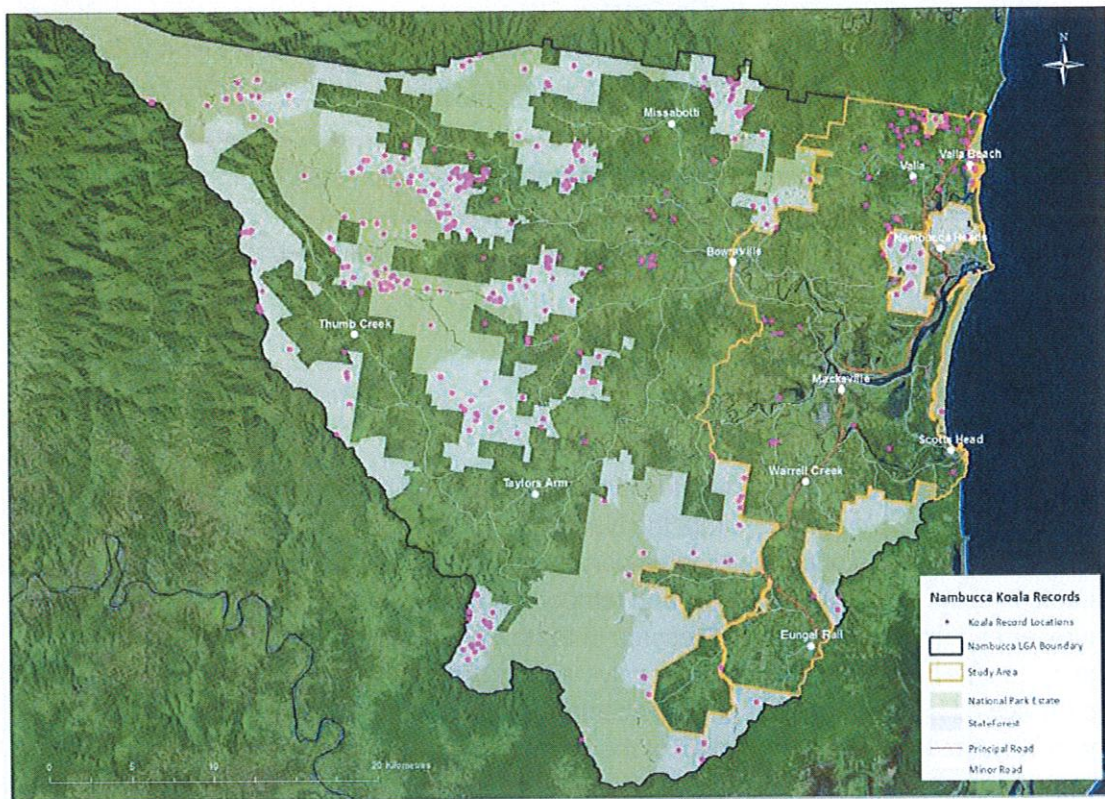 N
Missabotti
Valla Beach
Valla
Nambucca Heads
Bowraville
Thumb Creek
Macksville
Scotts Head
Warrell Creek
Taylors Arm
Eungai Rail
0 10 20 Kilometres
Nambucca Koala Records
Koala Record Locations
Nambucca LGA Boundary
Study Area
National Park Estate
State Forest
Principal Road
Minor Road